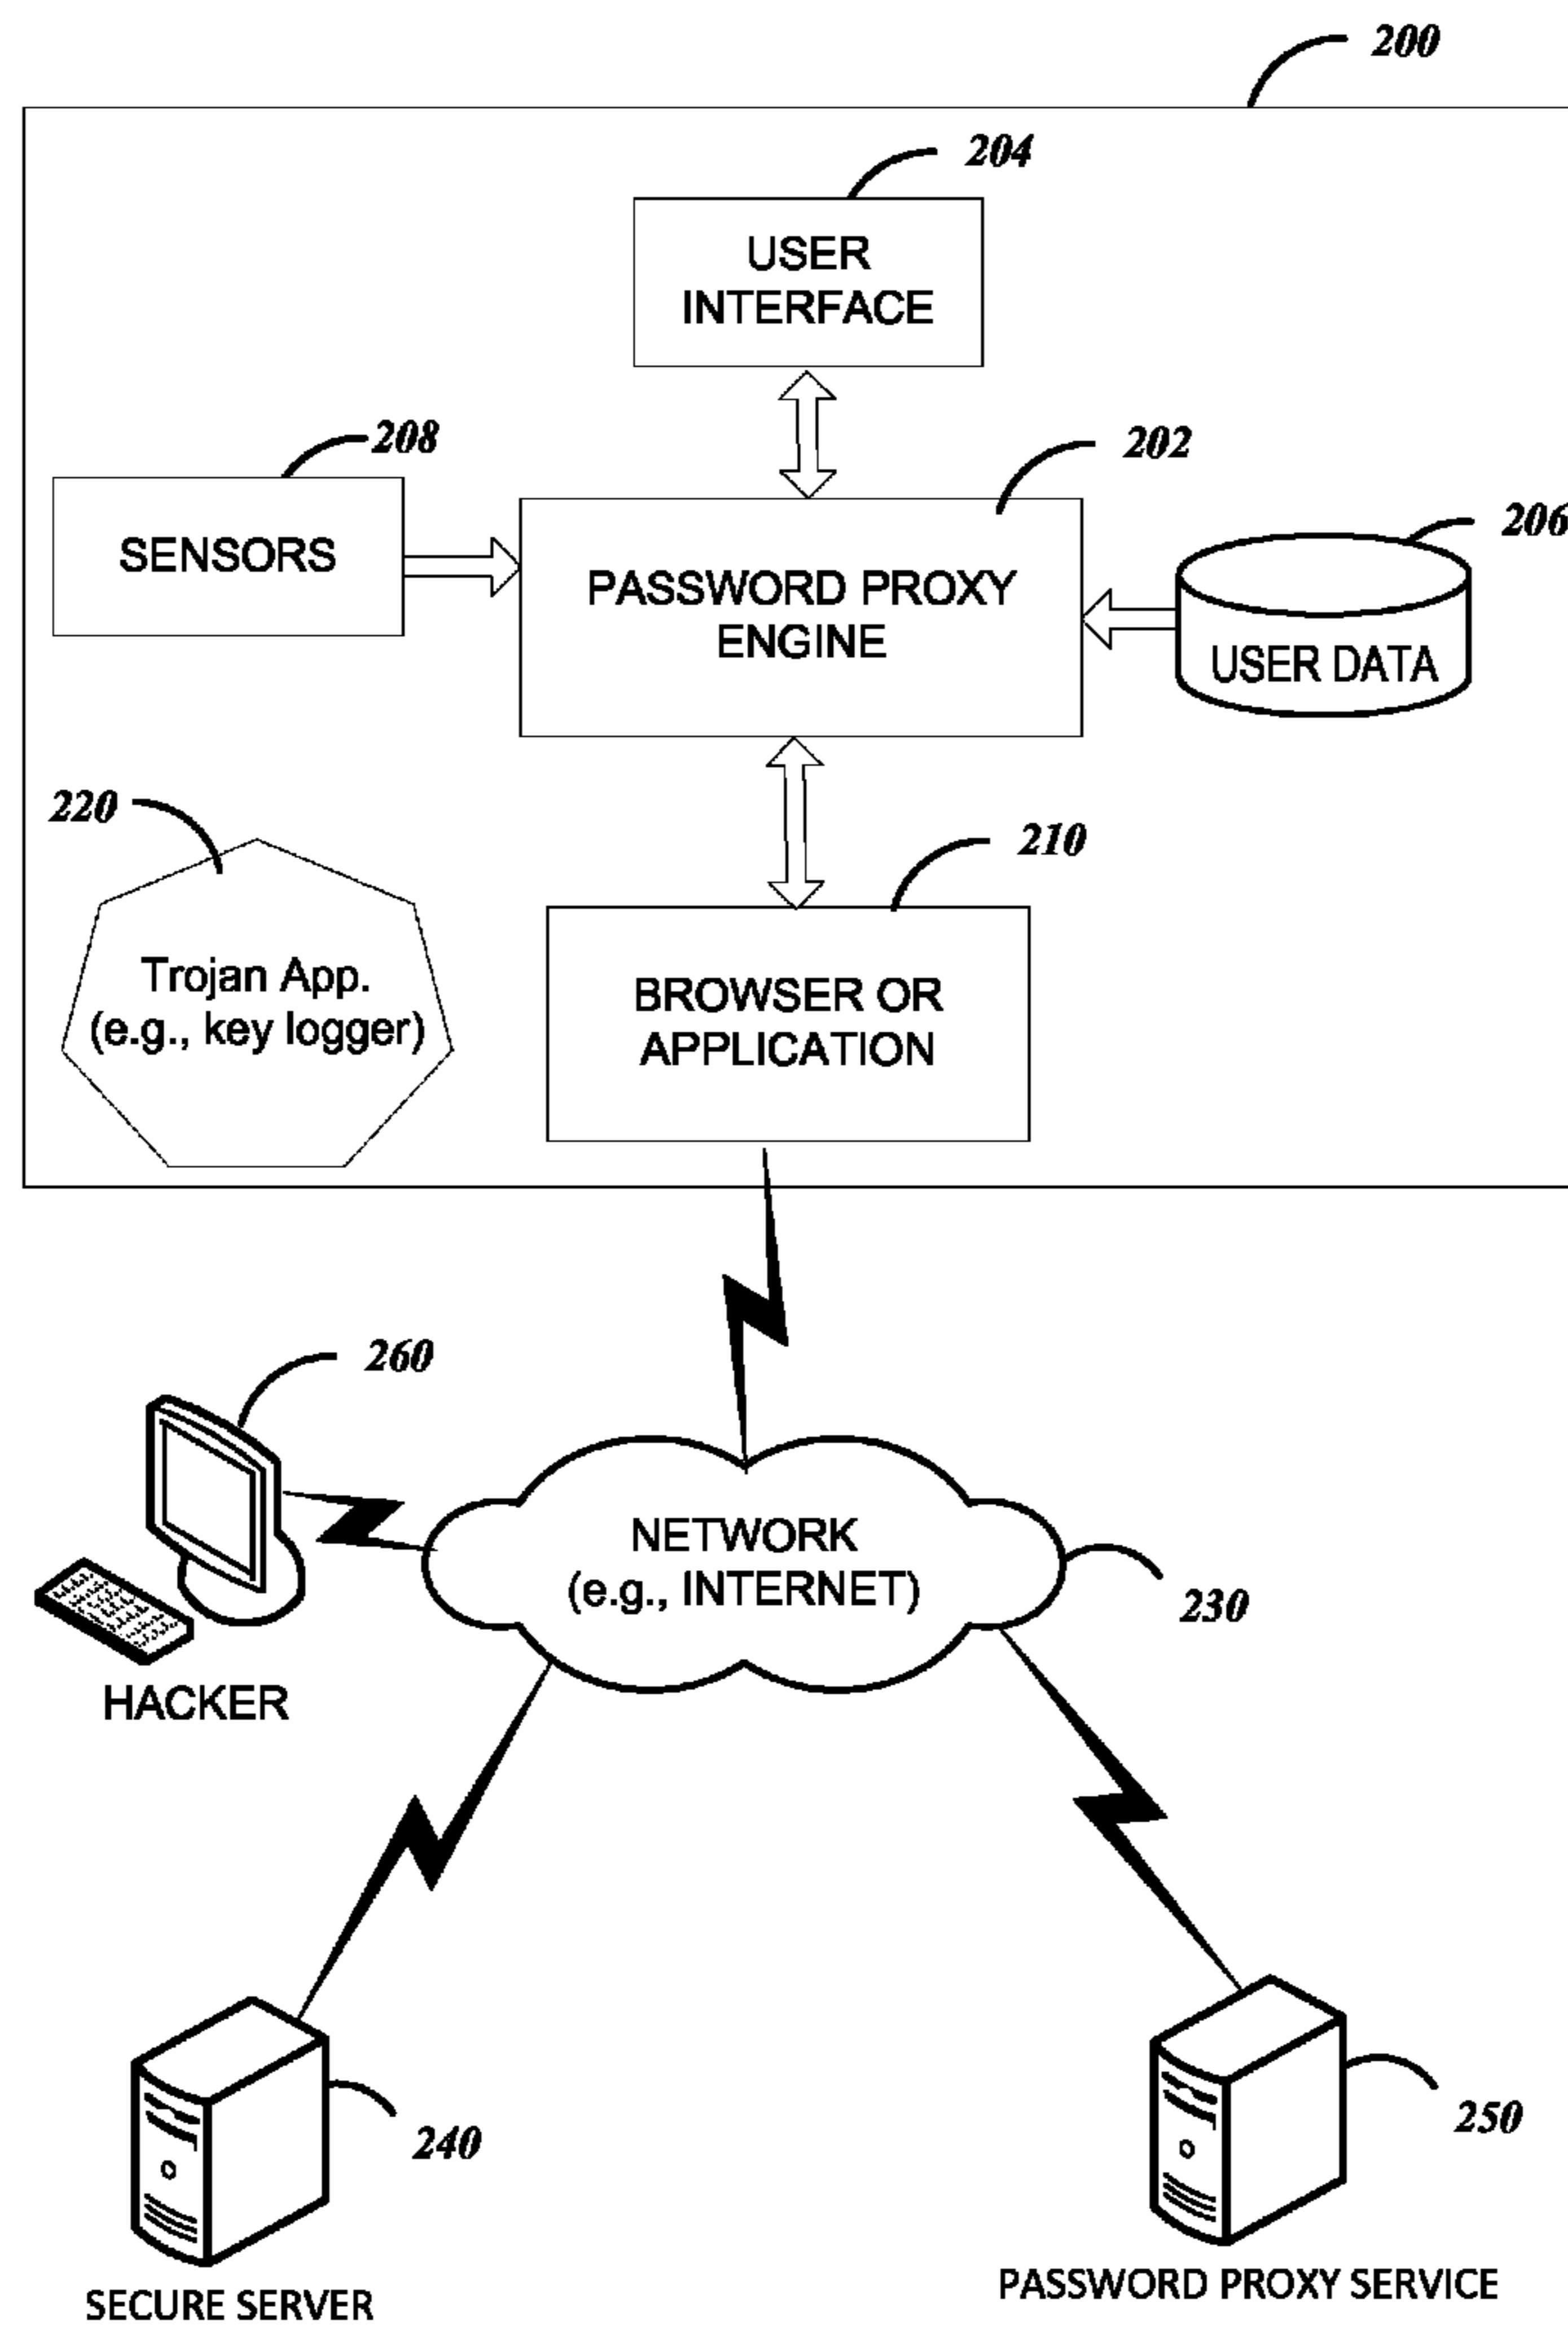 200
204
USER
INTERFACE
208
202
206
SENSORS
PASSWORD PROXY
ENGINE
USER DATA
220
210
Trojan App.
(e.g., key logger)
BROWSER OR
APPLICATION
260
NETWORK
(e.g., INTERNET)
230
HACKER
240
250
SECURE SERVER
PASSWORD PROXY SERVICE